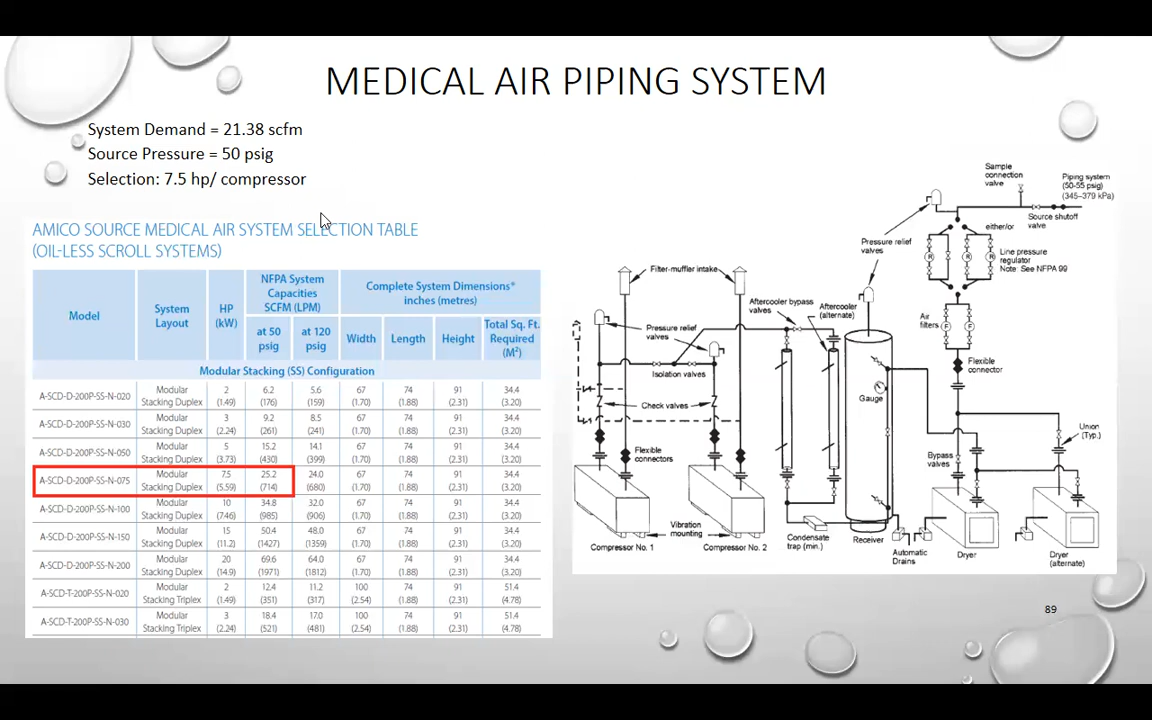 MEDICAL AIR PIPING SYSTEM
System Demand = 21.38 scfm
Source Pressure = 50 psig
Selection: 7.5 hp/ compressor
AMICO SOURCE MEDICAL AIR SYSTEM SELECTION TABLE
(OIL-LESS SCROLL SYSTEMS)
Model System Layout HP (kW) NFPA System Capacities SCFM (LPM) Complete System Dimensions* inches (metres)
at 50 psig at 120 psig Width Length Height Total Sq. Ft. Required (M²)
Modular Stacking (SS) Configuration
A-SCD-D-200P-SS-N-020 Modular Stacking Duplex 2 (1.49) 6.2 (176) 5.6 (159) 67 (1.70) 74 (1.88) 91 (2.31) 34.4 (3.20)
A-SCD-D-200P-SS-N-030 Modular Stacking Duplex 3 (2.24) 9.2 (261) 8.5 (241) 67 (1.70) 74 (1.88) 91 (2.31) 34.4 (3.20)
A-SCD-D-200P-SS-N-050 Modular Stacking Duplex 5 (3.73) 15.2 (430) 14.1 (399) 67 (1.70) 74 (1.88) 91 (2.31) 34.4 (3.20)
A-SCD-D-200P-SS-N-075 Modular Stacking Duplex 7.5 (5.59) 25.2 (714) 24.0 (680) 67 (1.70) 74 (1.88) 91 (2.31) 34.4 (3.20)
A-SCD-D-200P-SS-N-100 Modular Stacking Duplex 10 (7.46) 34.8 (985) 32.0 (906) 67 (1.70) 74 (1.88) 91 (2.31) 34.4 (3.20)
A-SCD-D-200P-SS-N-150 Modular Stacking Duplex 15 (11.2) 50.4 (1427) 48.0 (1359) 67 (1.70) 74 (1.88) 91 (2.31) 34.4 (3.20)
A-SCD-D-200P-SS-N-200 Modular Stacking Duplex 20 (14.9) 69.6 (1971) 64.0 (1812) 67 (1.70) 74 (1.88) 91 (2.31) 34.4 (3.20)
A-SCD-T-200P-SS-N-020 Modular Stacking Triplex 2 (1.49) 12.4 (351) 11.2 (317) 100 (2.54) 74 (1.88) 91 (2.31) 51.4 (4.78)
A-SCD-T-200P-SS-N-030 Modular Stacking Triplex 3 (2.24) 18.4 (521) 17.0 (481) 100 (2.54) 74 (1.88) 91 (2.31) 51.4 (4.78)
Sample
connection
valve
Piping system
(50-55 psig)
(345–379 kPa)
Source shutoff
valve
either/or
Pressure relief
valves
Line pressure
regulator
Note: See NFPA 99
R R R
Filter-muffler intake
Aftercooler bypass
valves
Aftercooler
(alternate)
Air
filters
F F
Pressure relief
valves
Isolation valves
Flexible
connector
Gauge
Check valves
Union
(Typ.)
Flexible
connectors
Bypass
valves
Vibration
mounting
Compressor No. 1
Compressor No. 2
Condensate
trap (min.)
Receiver
Automatic
Drains
Dryer
Dryer
(alternate)
89